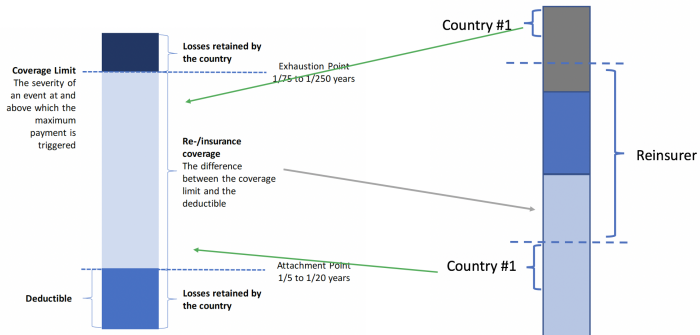 Country #1
Losses retained by
the country
Coverage Limit
The severity of
an event at and
above which the
maximum
payment is
triggered
Exhaustion Point
1/75 to 1/250 years
Re-/insurance
coverage
The difference
between the coverage
limit and the
deductible
Reinsurer
Attachment Point
1/5 to 1/20 years
Country #1
Deductible
Losses retained by
the country